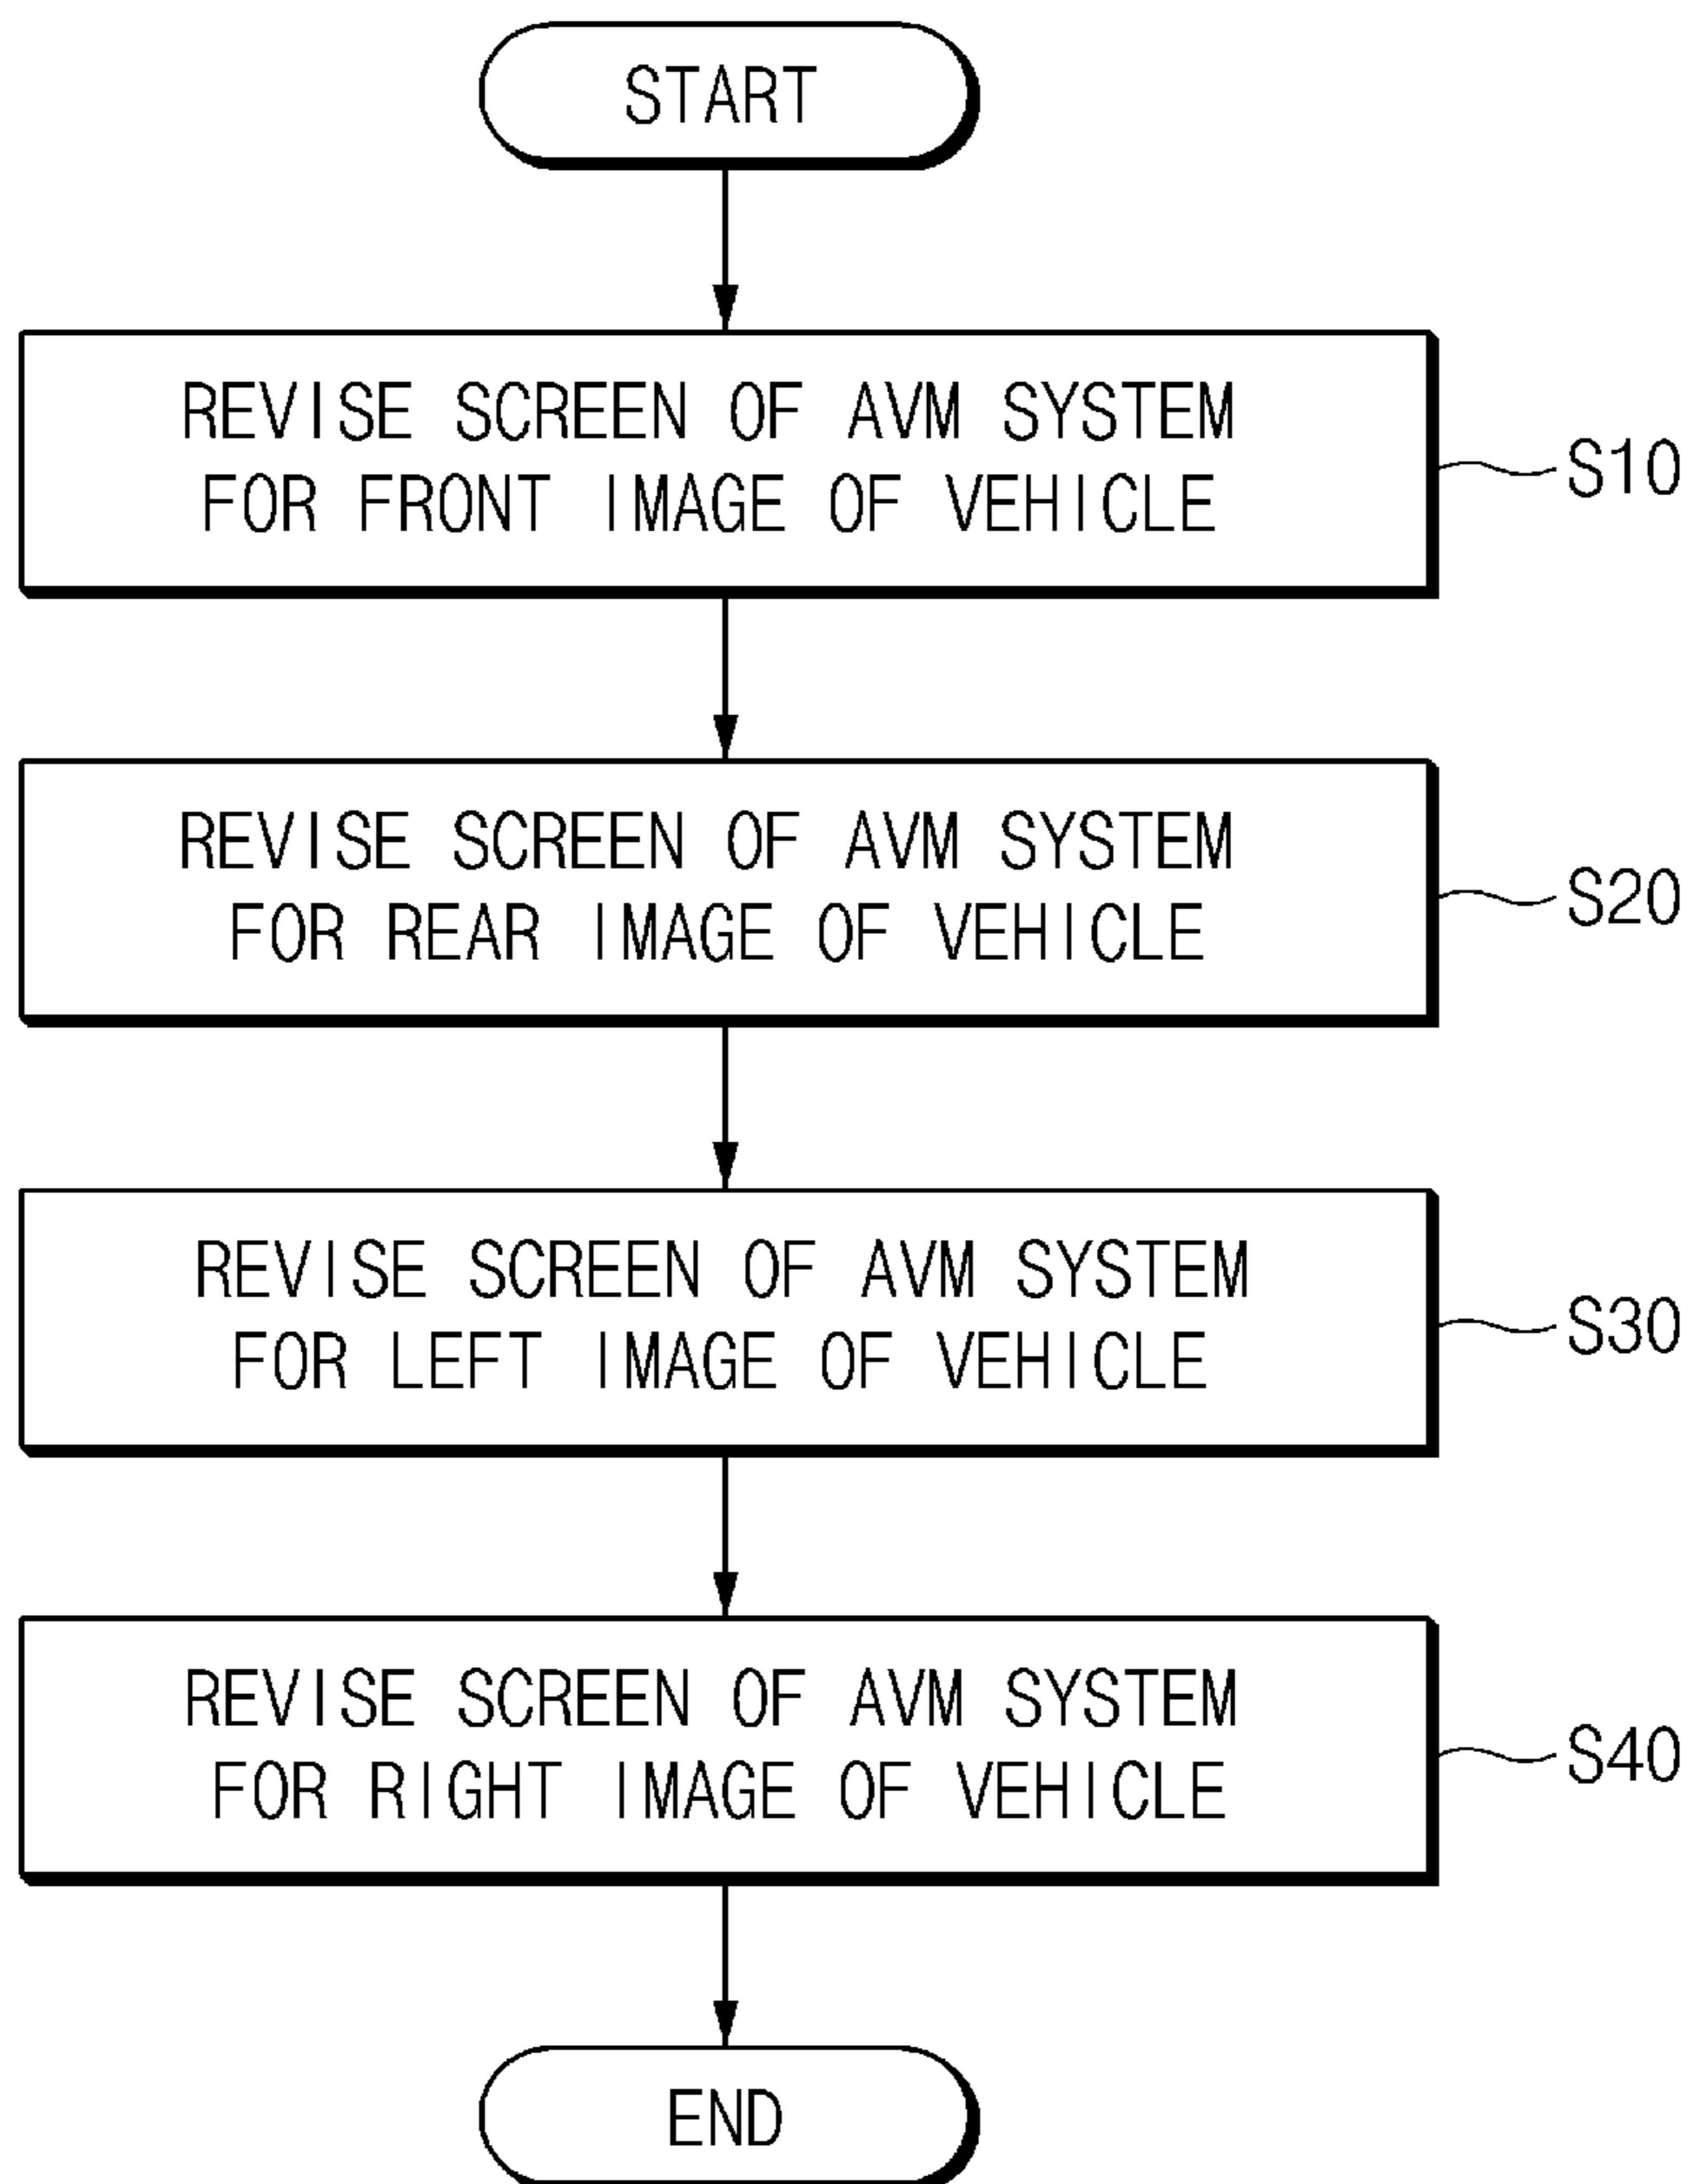 START
REVISE SCREEN OF AVM SYSTEM
FOR FRONT IMAGE OF VEHICLE
S10
REVISE SCREEN OF AVM SYSTEM
FOR REAR IMAGE OF VEHICLE
S20
REVISE SCREEN OF AVM SYSTEM
FOR LEFT IMAGE OF VEHICLE
S30
REVISE SCREEN OF AVM SYSTEM
FOR RIGHT IMAGE OF VEHICLE
S40
END